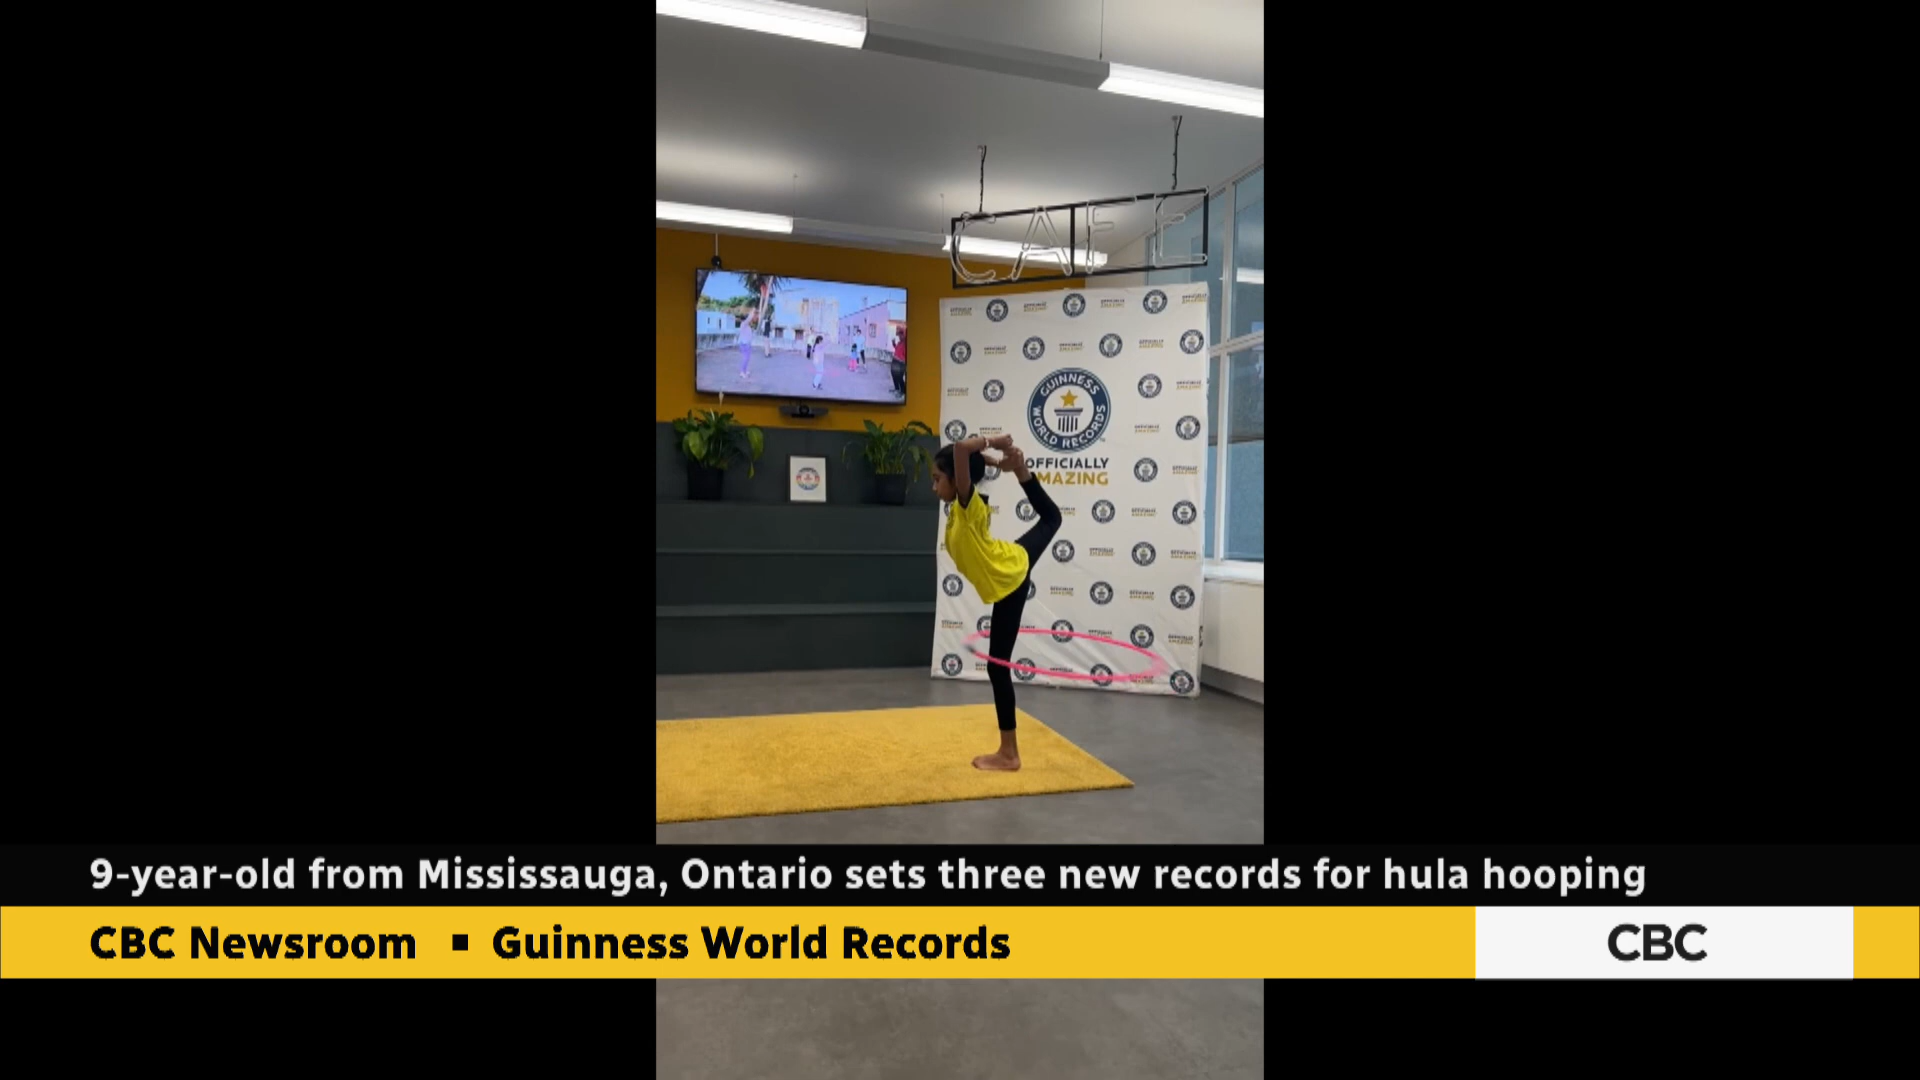 CAFE
GUINNESS
WORLD RECORDS
OFFICIALLY
AMAZING
9-year-old from Mississauga, Ontario sets three new records for hula hooping
CBC Newsroom ▪ Guinness World Records
CBC